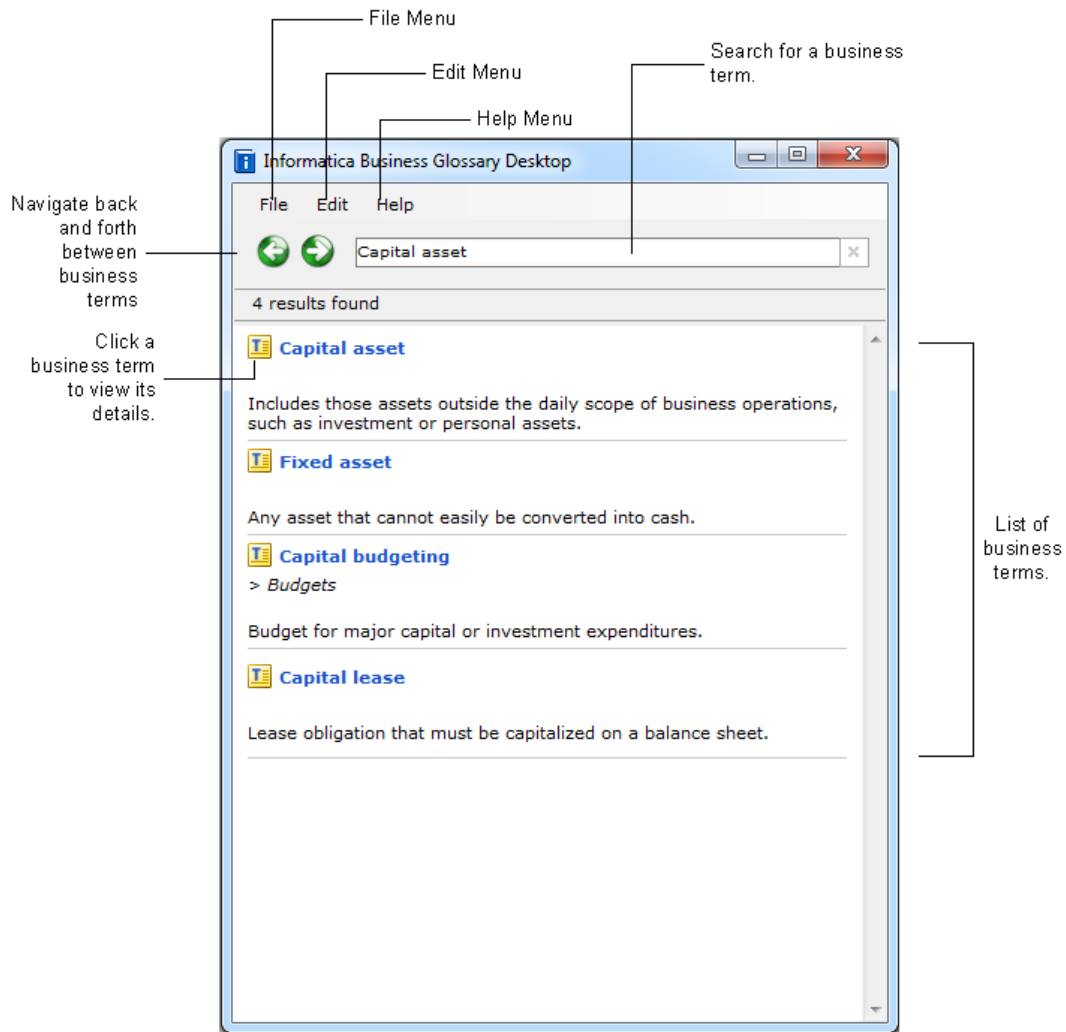 File Menu
Search for a business
term.
Edit Menu
Help Menu
Informatica Business Glossary Desktop
File Edit Help
Navigate back
and forth
between
business
terms
Capital asset
4 results found
Click a
business term
to view its
details.
Capital asset
Includes those assets outside the daily scope of business operations,
such as investment or personal assets.
Fixed asset
Any asset that cannot easily be converted into cash.
List of
business
terms.
Capital budgeting
> Budgets
Budget for major capital or investment expenditures.
Capital lease
Lease obligation that must be capitalized on a balance sheet.